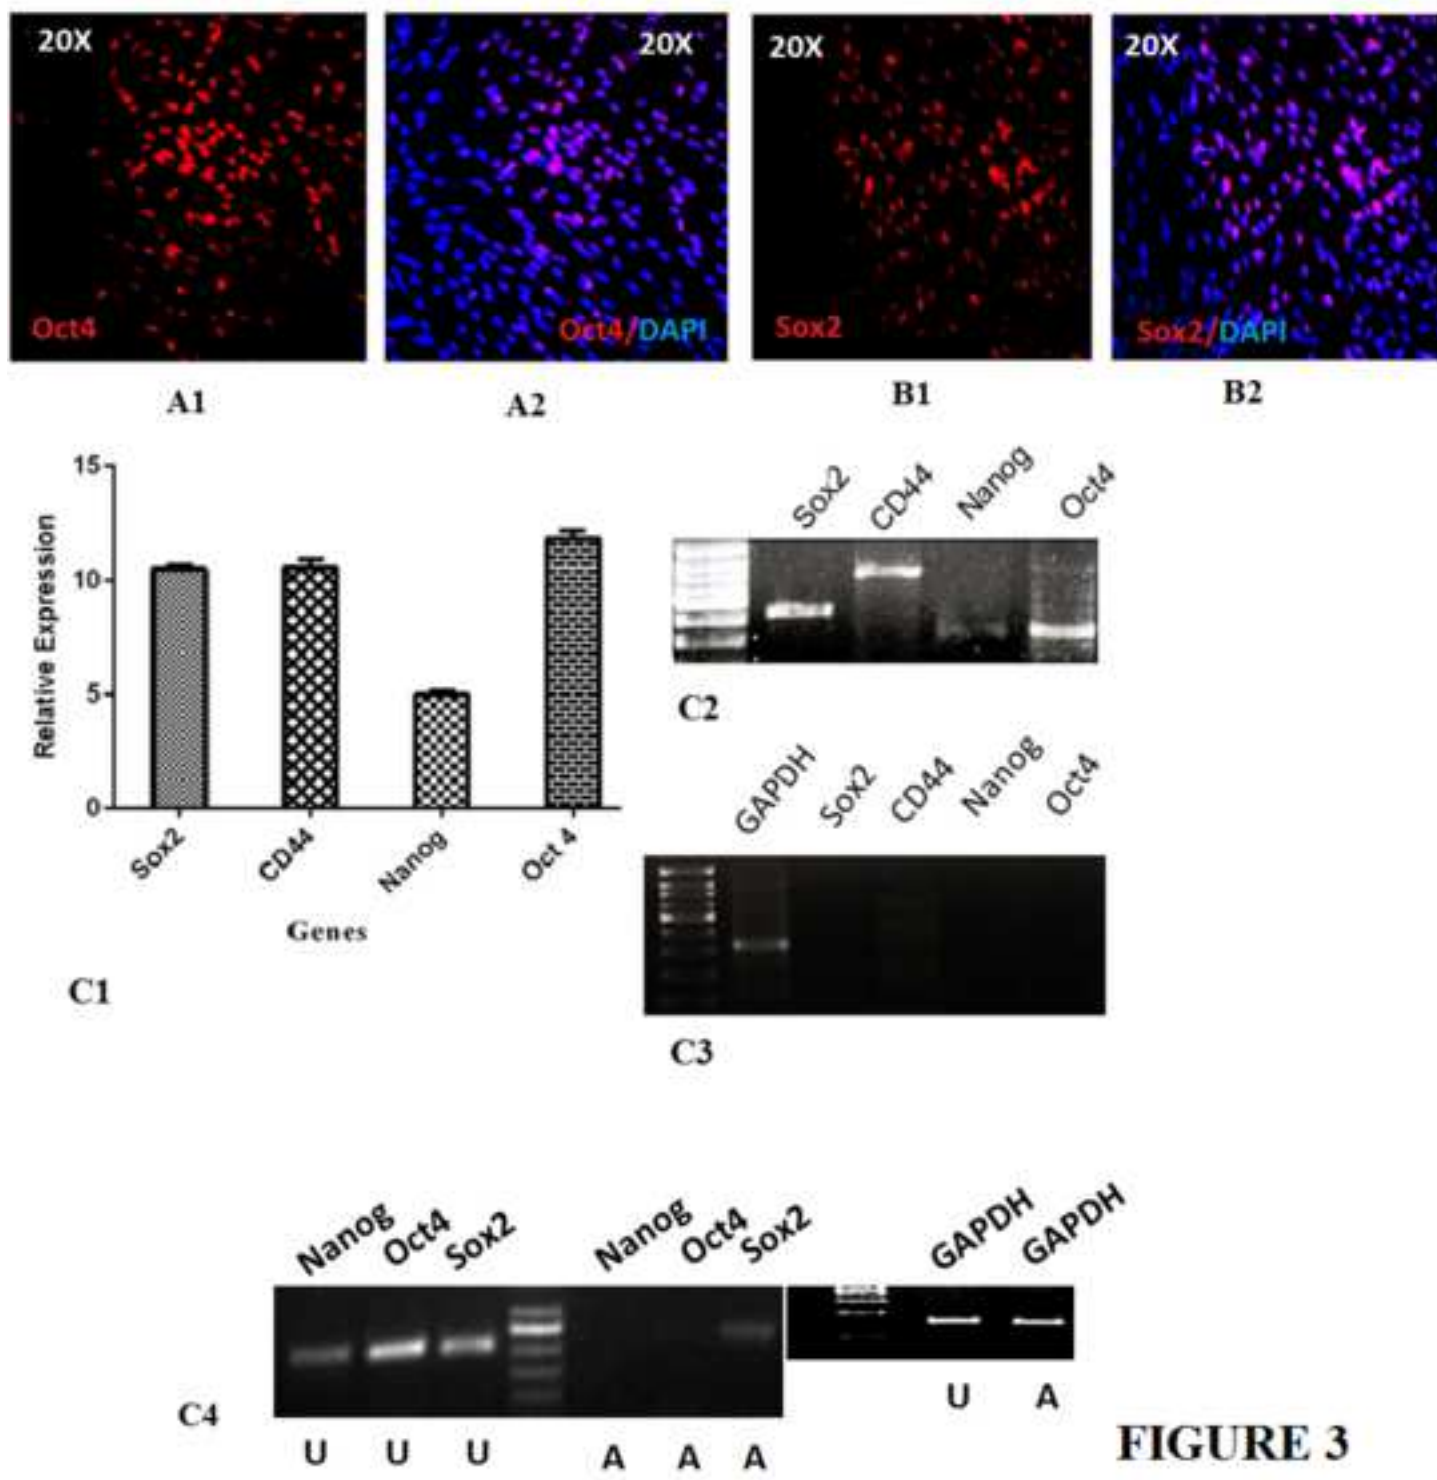 20X
20X
20X
20X
Oct4
Oct4/DAPI
Sox2
Sox2/DAPI
A1
A2
B1
B2
15
10
5
0
Relative Expression
Sox2
CD44
Nanog
Oct 4
Genes
C1
Sox2
CD44
Nanog
Oct4
C2
GAPDH
Sox2
CD44
Nanog
Oct4
C3
Nanog
Oct4
Sox2
Nanog
Oct4
Sox2
GAPDH
GAPDH
C4
U
U
U
A
A
A
U
A
FIGURE 3